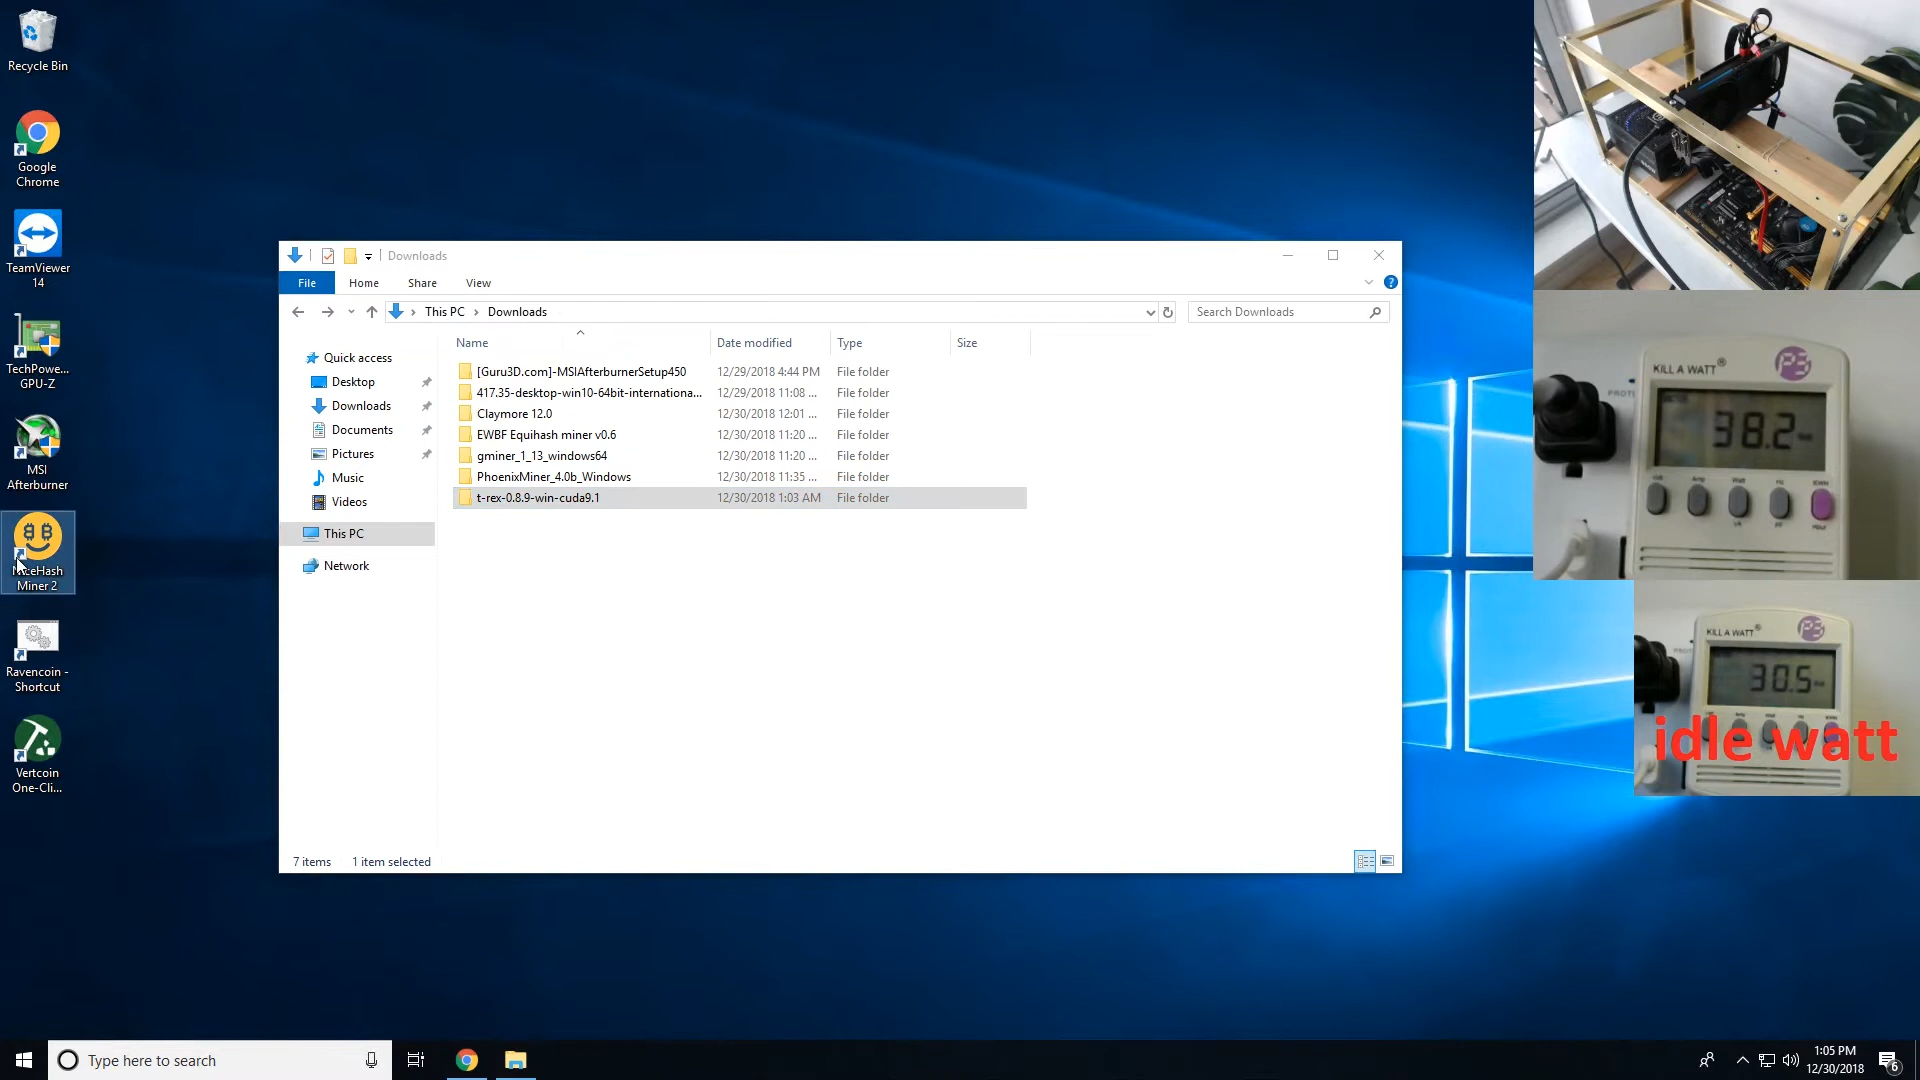 Recycle Bin
Google
Chrome
TeamViewer
14
TechPowe...
GPU-Z
MSI
Afterburner
Miner 2
Ravencoin -
Shortcut
Vertcoin
One-Cli...
Downloads
File
Home
Share
View
This PC
Downloads
Search Downloads
Name
Date modified
Type
Size
Quick access
Desktop
Downloads
Documents
Pictures
Music
Videos
This PC
Network
[Guru3D.com]-MSIAfterburnerSetup450 12/29/2018 4:44 PM File folder
417.35-desktop-win10-64bit-internationa... 12/29/2018 11:08 ... File folder
Claymore 12.0 12/30/2018 12:01 ... File folder
EWBF Equihash miner v0.6 12/30/2018 11:20 ... File folder
gminer_1_13_windows64 12/30/2018 11:20 ... File folder
PhoenixMiner_4.0b_Windows 12/30/2018 11:35 ... File folder
t-rex-0.8.9-win-cuda9.1 12/30/2018 1:03 AM File folder
7 items 1 item selected
KILL A WATT®
P3
38.2
KILL A WATT®
P3
30.5
idle watt
Type here to search
1:05 PM
12/30/2018
6